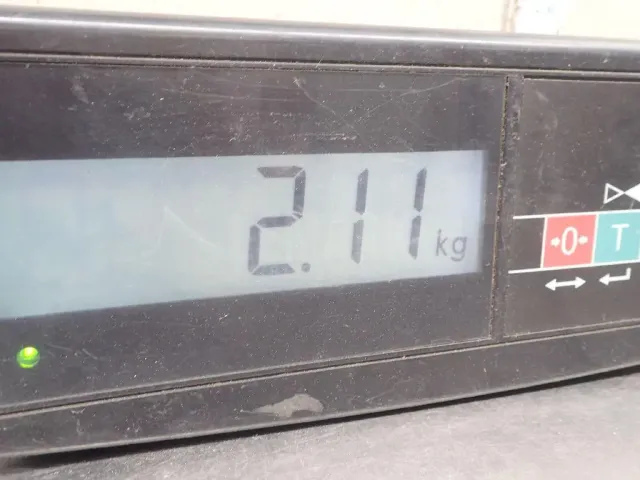 2.11 kg
→0←
T